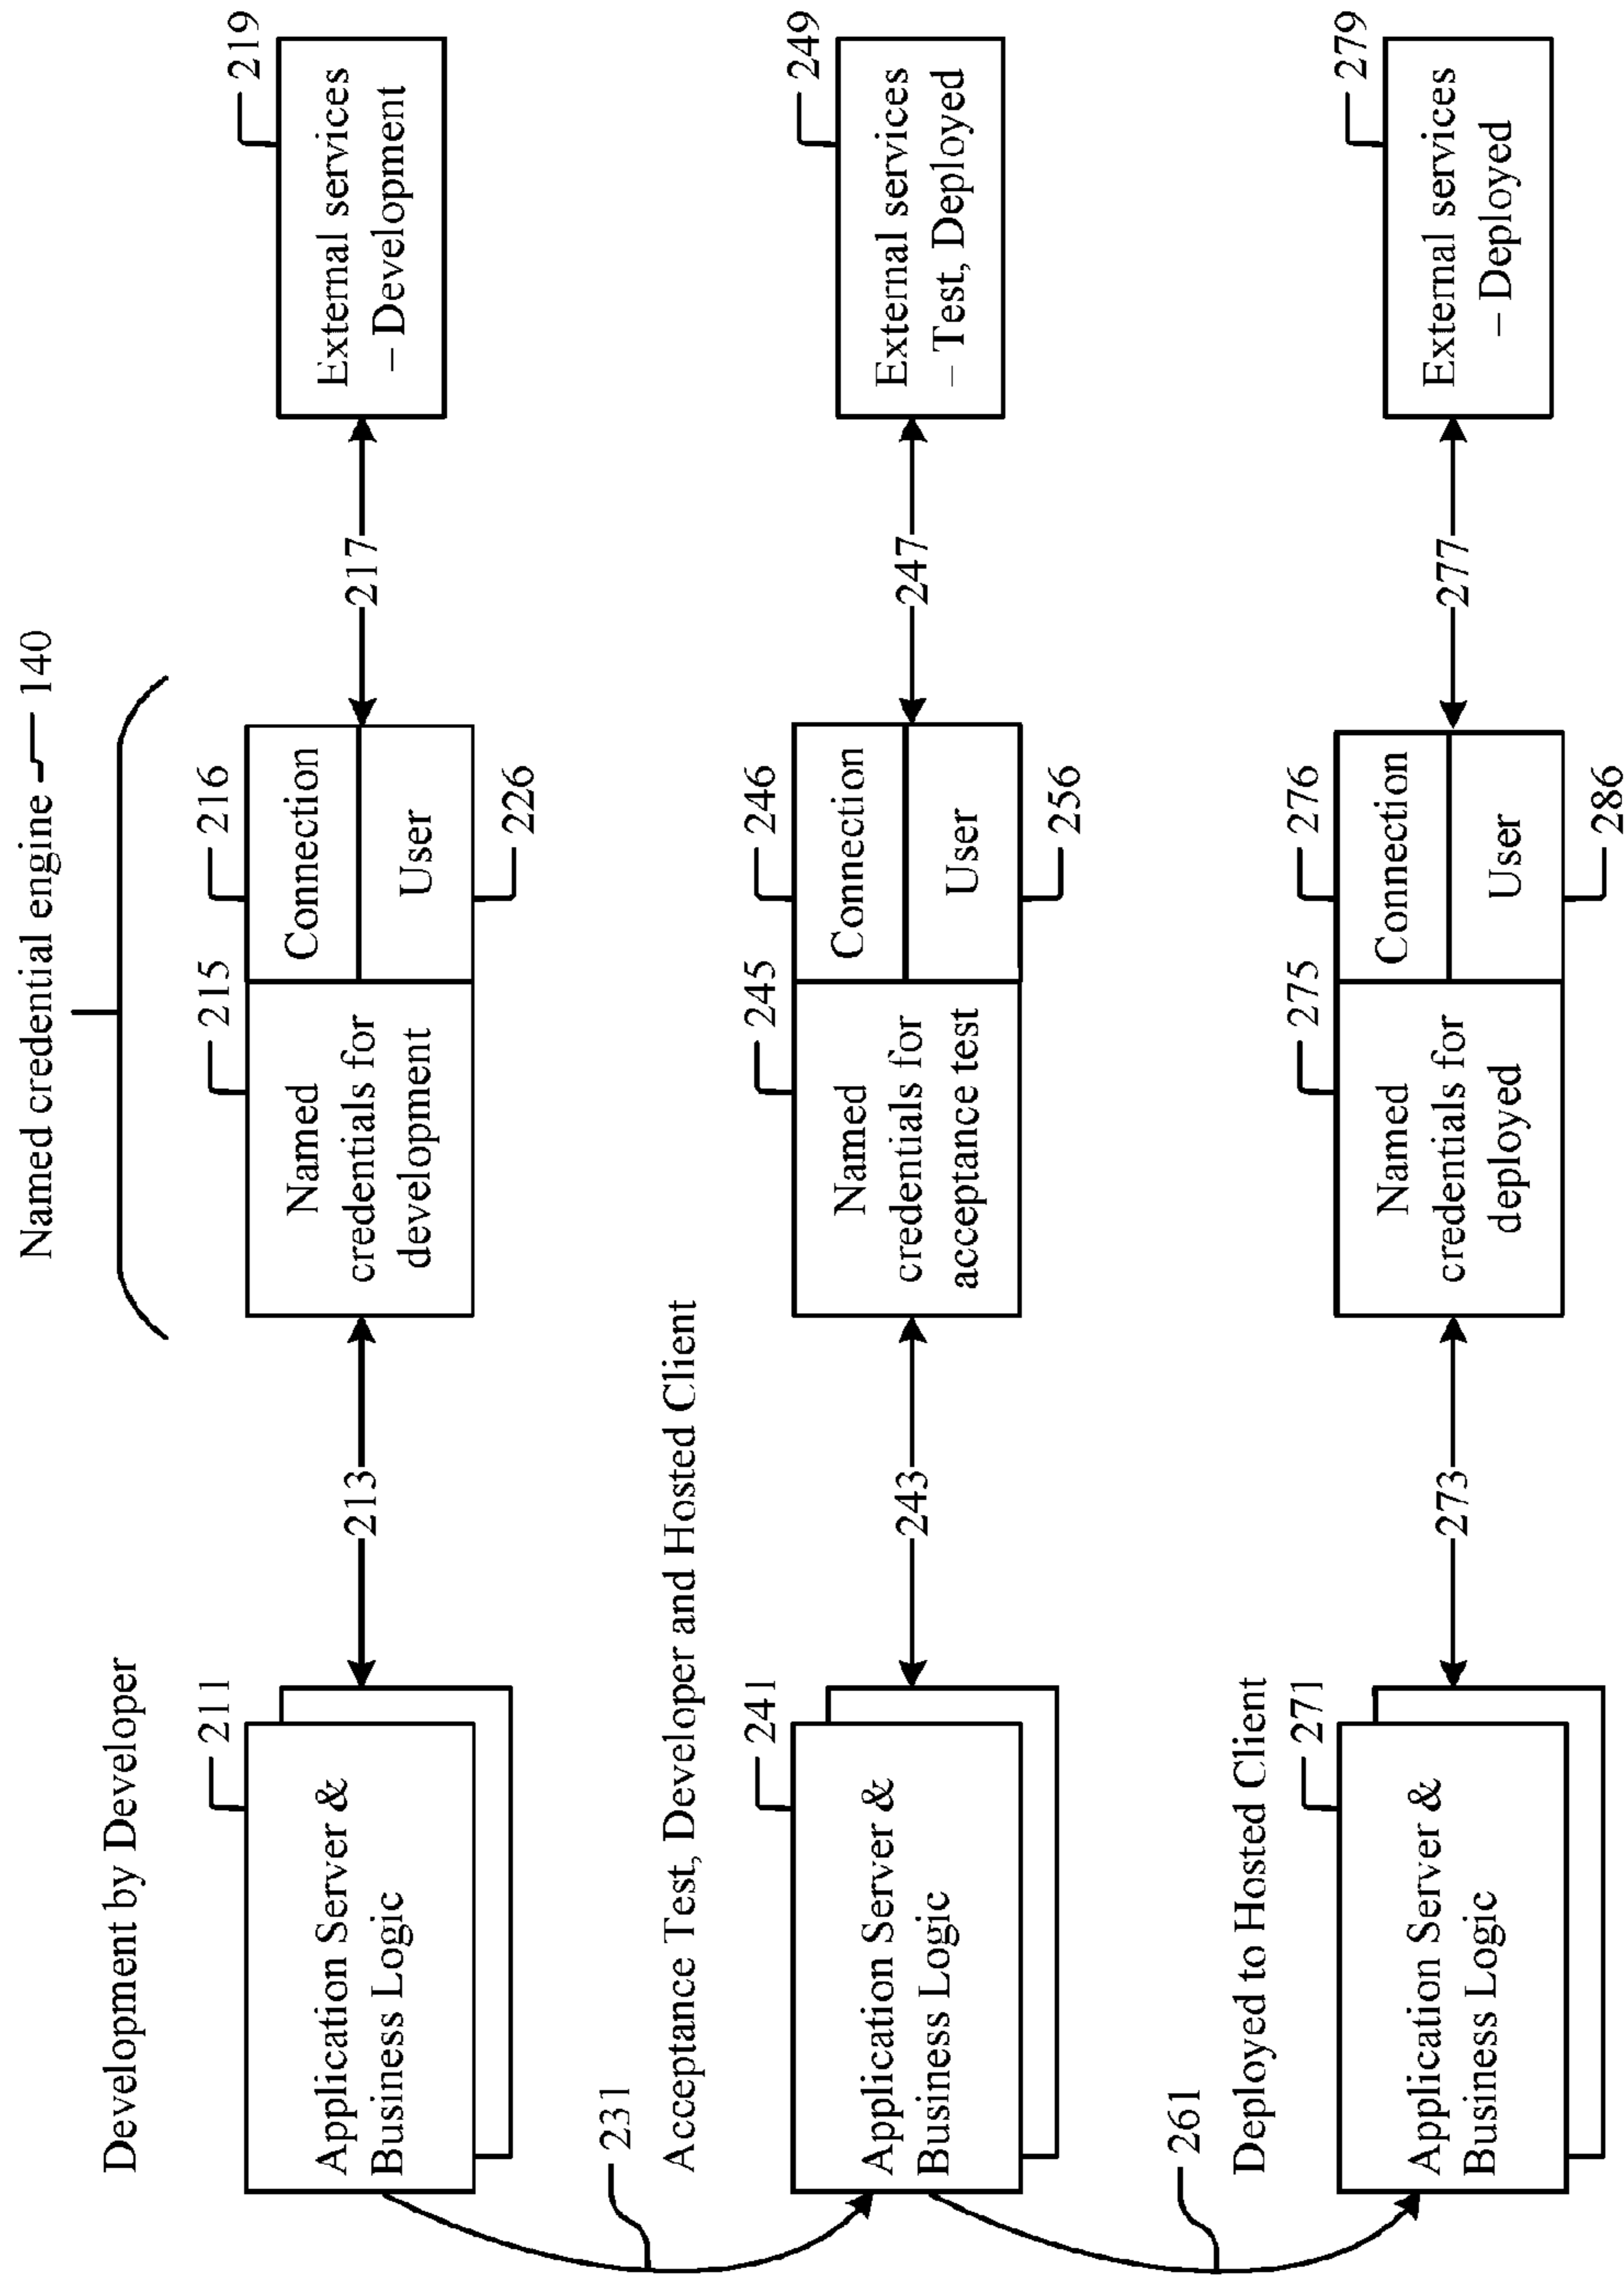 Named credential engine 140
Development by Developer
211
Application Server &
Business Logic
213
215
Named
credentials for
development
216
Connection
User
226
217
219
External services
– Development
231
Acceptance Test, Developer and Hosted Client
241
Application Server &
Business Logic
243
245
Named
credentials for
acceptance test
246
Connection
User
256
247
249
External services
– Test, Deployed
261
Deployed to Hosted Client
271
Application Server &
Business Logic
273
275
Named
credentials for
deployed
276
Connection
User
286
277
279
External services
– Deployed